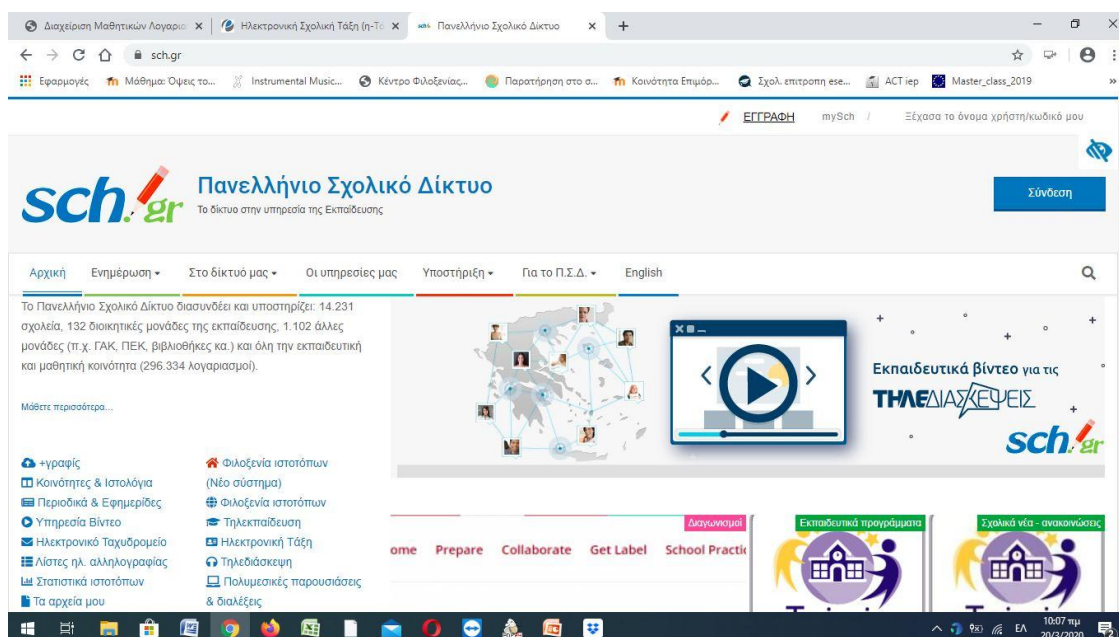 Διαχείριση Μαθητικών Λογαρια
Ηλεκτρονική Σχολική Τάξη (η-Τά
Πανελλήνιο Σχολικό Δίκτυο
sch.gr
Εφαρμογές
Μάθημα: Όψεις το...
Instrumental Music...
Κέντρο Φιλοξενίας,...
Παρατήρηση στο σ...
Κοινότητα Επιμόρ...
Σχολ. επιτροπη ese...
ACT iep
Master_class_2019
»
ΕΓΓΡΑΦΗ mySch / Ξέχασα το όνομα χρήστη/κωδικό μου
sch.gr
Πανελλήνιο Σχολικό Δίκτυο
Το δίκτυο στην υπηρεσία της Εκπαίδευσης
Σύνδεση
Αρχική Ενημέρωση Στο δίκτυό μας Οι υπηρεσίες μας Υποστήριξη Για το Π.Σ.Δ. English
Το Πανελλήνιο Σχολικό Δίκτυο διασυνδέει και υποστηρίζει: 14.231
σχολεία, 132 διοικητικές μονάδες της εκπαίδευσης, 1.102 άλλες
μονάδες (π.χ. ΓΑΚ, ΠΕΚ, βιβλιοθήκες κα.) και όλη την εκπαιδευτική
και μαθητική κοινότητα (296.334 λογαριασμοί).
Μάθετε περισσότερα...
Εκπαιδευτικά βίντεο για τις
ΤΗΛΕΔΙΑΣΚΕΨΕΙΣ
sch.gr
+γραφίς
Κοινότητες & Ιστολόγια
Περιοδικά & Εφημερίδες
Υπηρεσία Βίντεο
Ηλεκτρονικό Ταχυδρομείο
Λίστες ηλ. αλληλογραφίας
Στατιστικά ιστοτόπων
Τα αρχεία μου
Φιλοξενία ιστοτόπων
(Νέο σύστημα)
Φιλοξενία ιστοτόπων
Τηλεκπαίδευση
Ηλεκτρονική Τάξη
Τηλεδιάσκεψη
Πολυμεσικές παρουσιάσεις
& διαλέξεις
Διαγωνισμοί
ome Prepare Collaborate Get Label School Practic
Εκπαιδευτικά προγράμματα
Σχολικά νέα - ανακοινώσεις
ΕΛ
10:07 πμ
20/3/2020